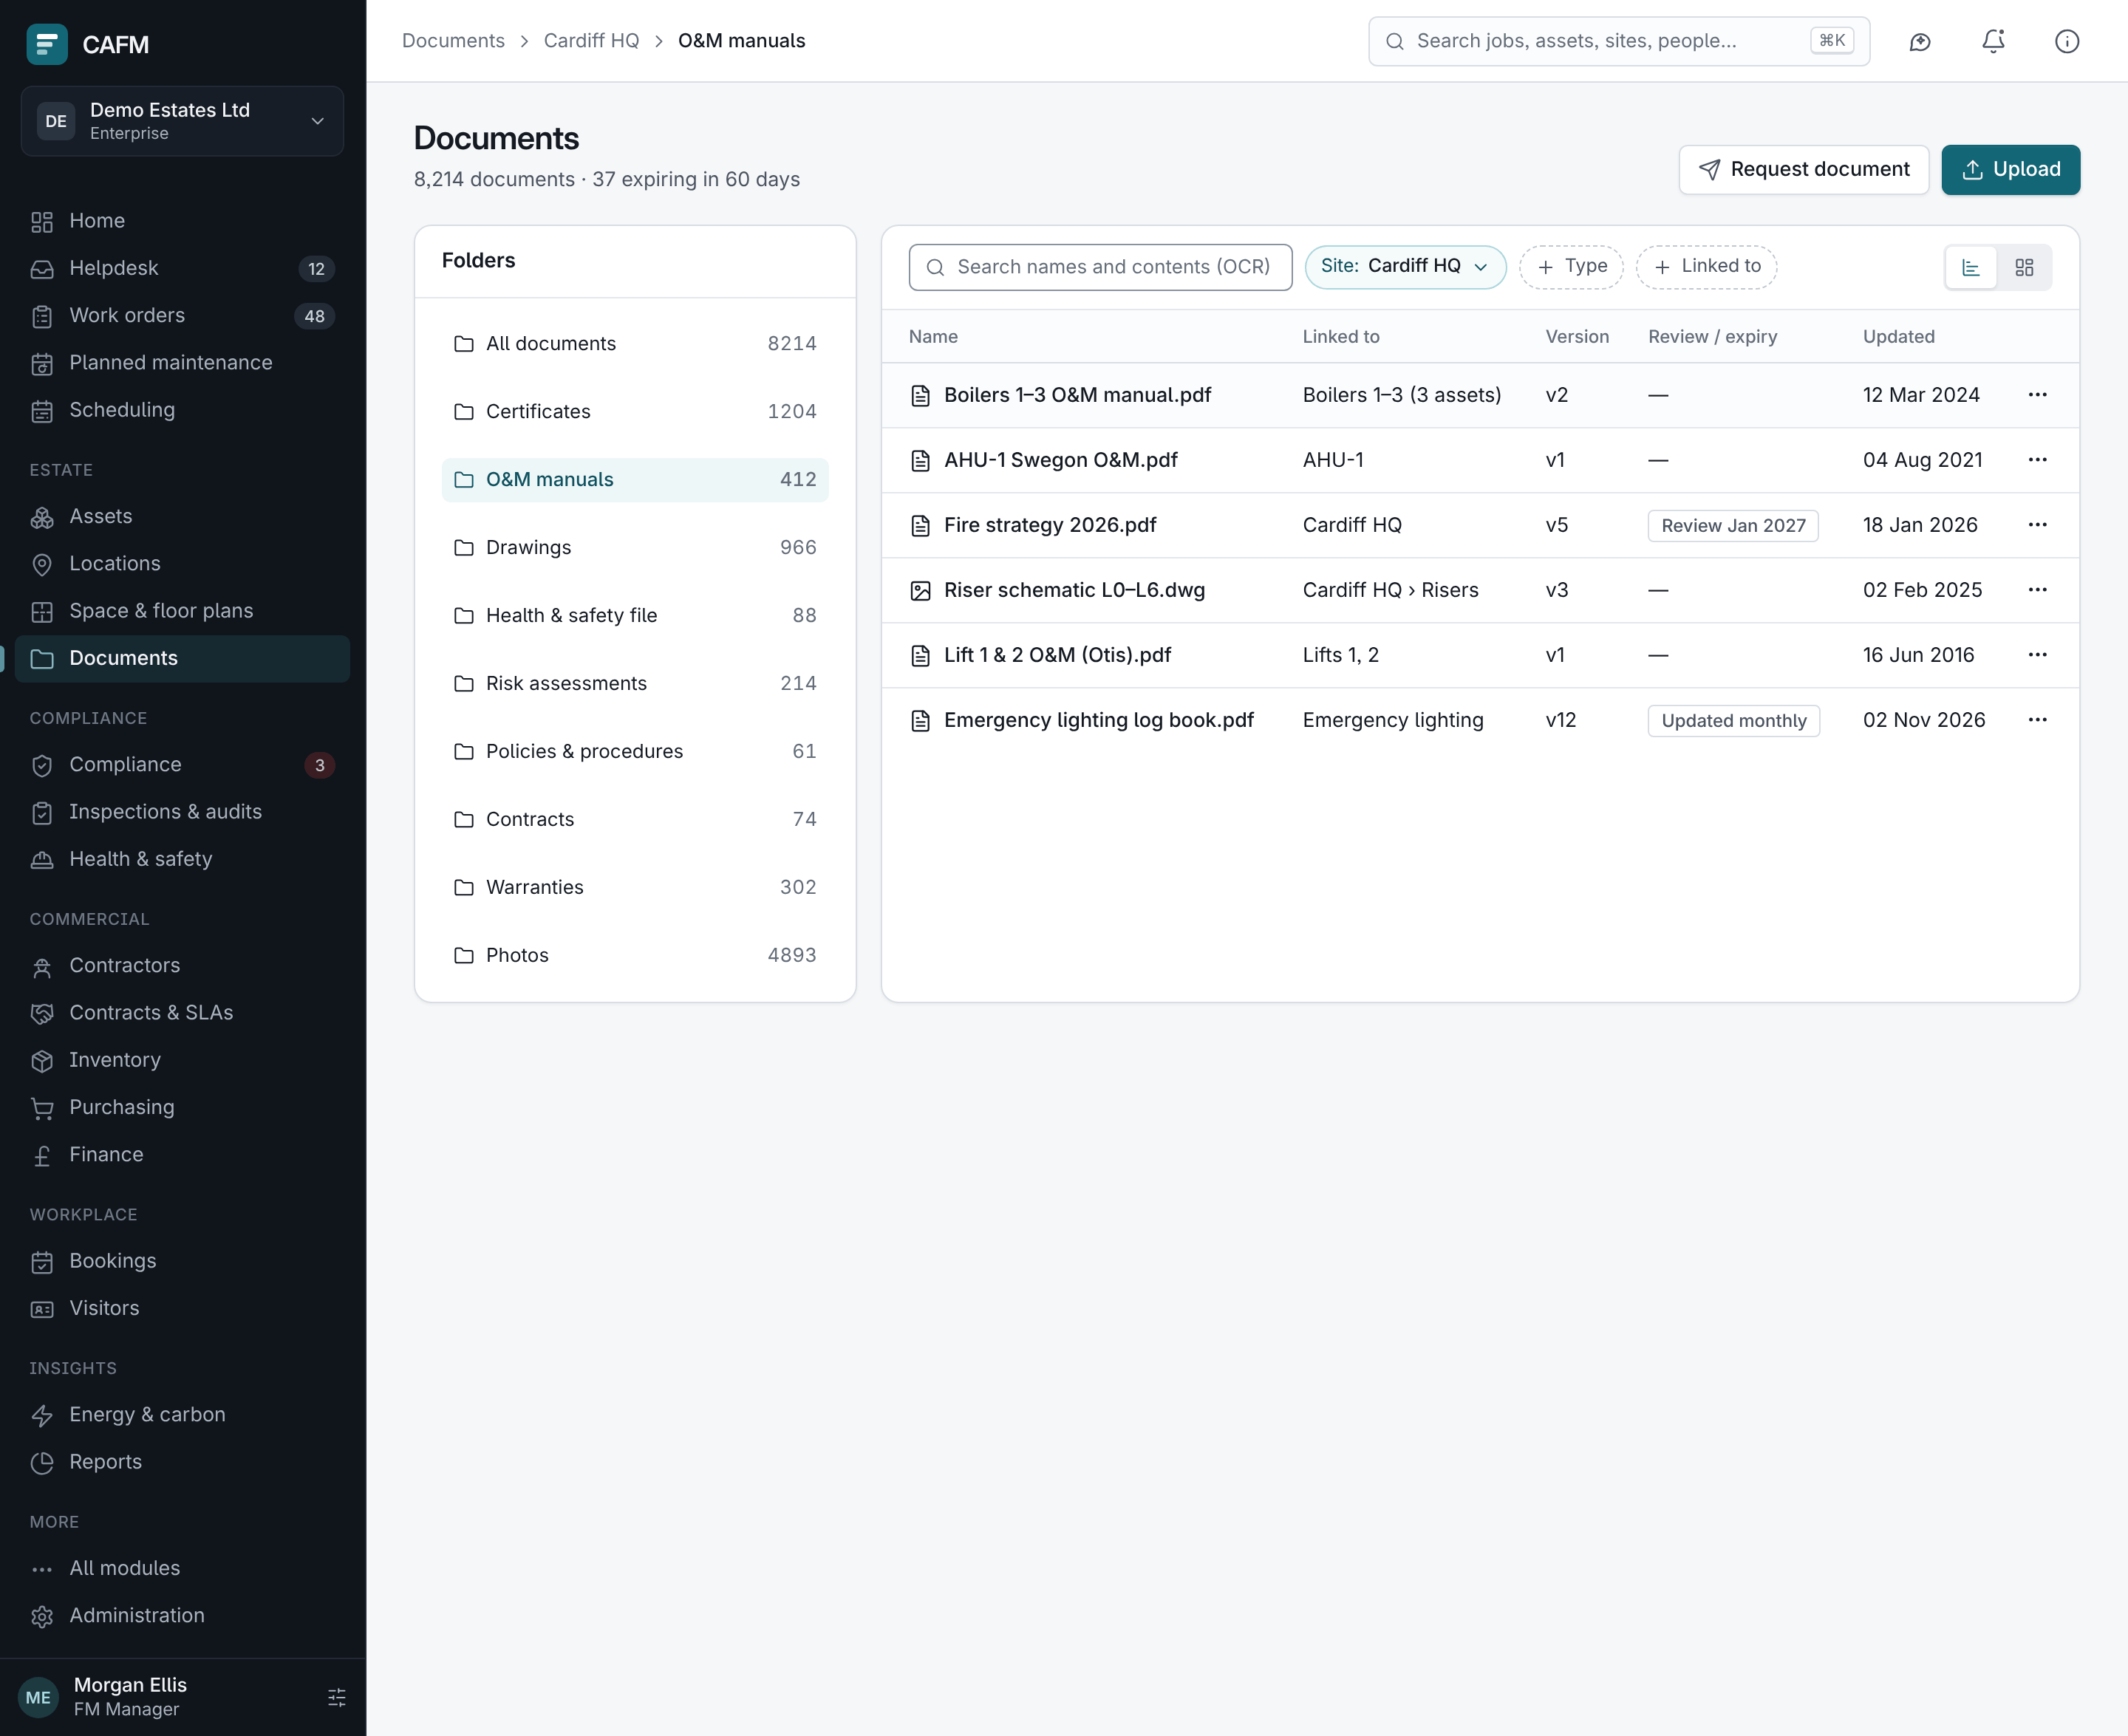 CAFM
DE
Demo Estates Ltd
Enterprise
Home
Helpdesk 12
Work orders 48
Planned maintenance
Scheduling
ESTATE
Assets
Locations
Space & floor plans
Documents
COMPLIANCE
Compliance 3
Inspections & audits
Health & safety
COMMERCIAL
Contractors
Contracts & SLAs
Inventory
Purchasing
Finance
WORKPLACE
Bookings
Visitors
INSIGHTS
Energy & carbon
Reports
MORE
All modules
Administration
ME
Morgan Ellis
FM Manager
Documents > Cardiff HQ > O&M manuals
Search jobs, assets, sites, people... ⌘K
Documents
8,214 documents · 37 expiring in 60 days
Request document
Upload
Folders
All documents 8214
Certificates 1204
O&M manuals 412
Drawings 966
Health & safety file 88
Risk assessments 214
Policies & procedures 61
Contracts 74
Warranties 302
Photos 4893
Search names and contents (OCR)
Site: Cardiff HQ
+ Type
+ Linked to
Name Linked to Version Review / expiry Updated
Boilers 1–3 O&M manual.pdf Boilers 1–3 (3 assets) v2 — 12 Mar 2024
AHU-1 Swegon O&M.pdf AHU-1 v1 — 04 Aug 2021
Fire strategy 2026.pdf Cardiff HQ v5 Review Jan 2027 18 Jan 2026
Riser schematic L0–L6.dwg Cardiff HQ › Risers v3 — 02 Feb 2025
Lift 1 & 2 O&M (Otis).pdf Lifts 1, 2 v1 — 16 Jun 2016
Emergency lighting log book.pdf Emergency lighting v12 Updated monthly 02 Nov 2026